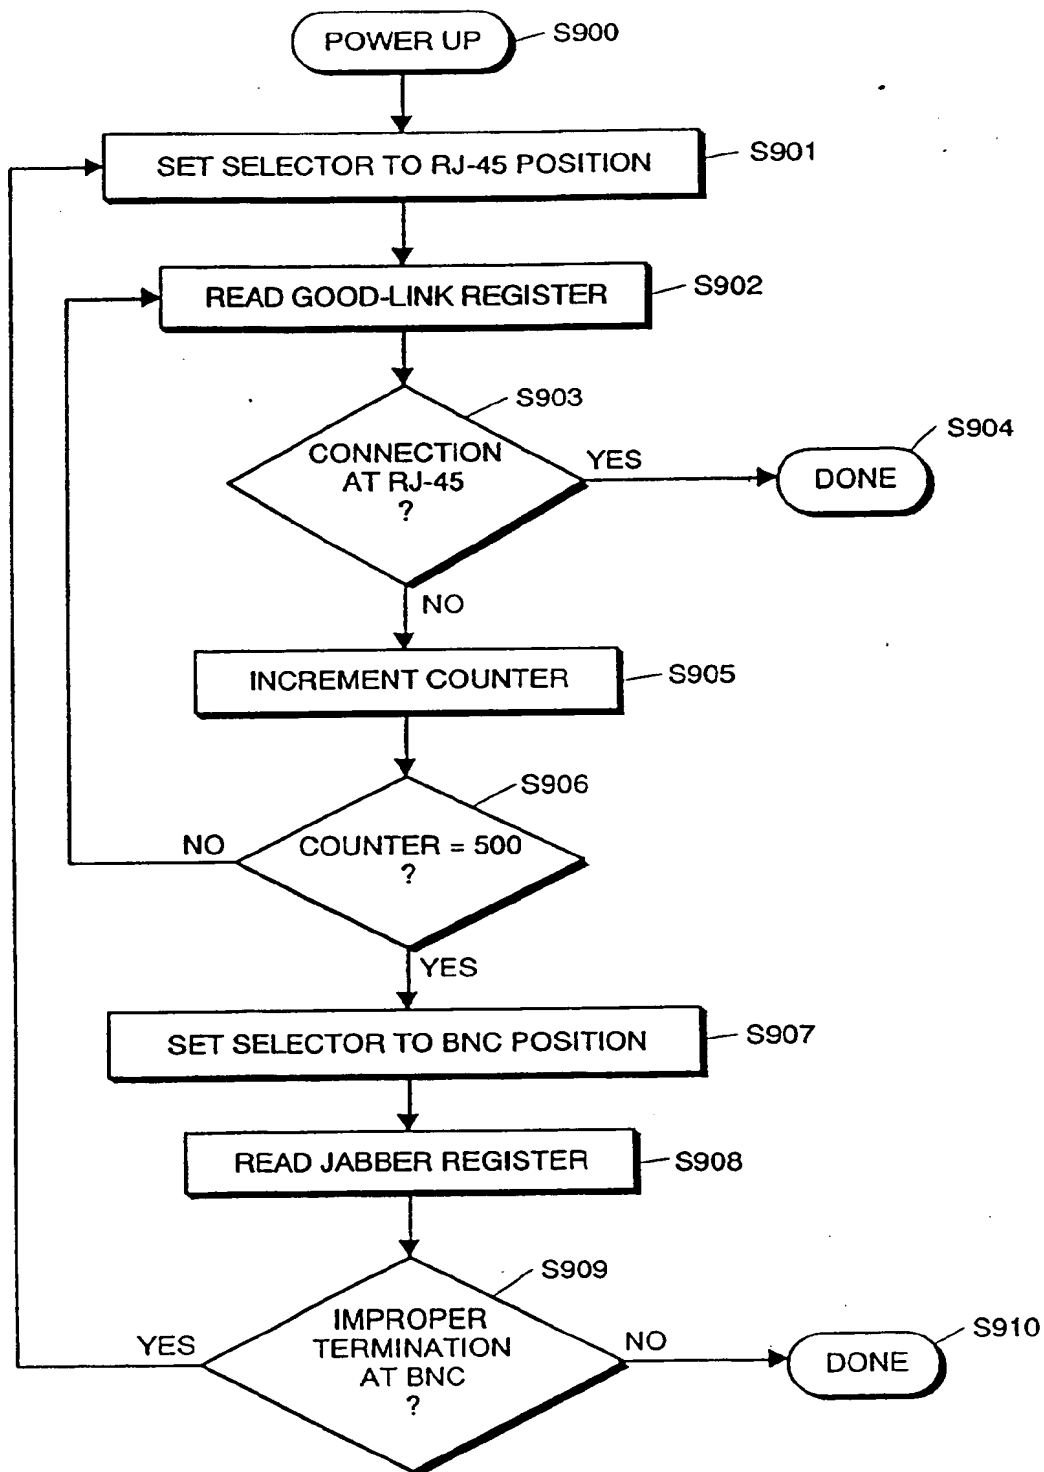 POWER UP
S900
SET SELECTOR TO RJ-45 POSITION
S901
READ GOOD-LINK REGISTER
S902
S903
CONNECTION
AT RJ-45
?
YES
S904
DONE
NO
INCREMENT COUNTER
S905
S906
COUNTER = 500
?
NO
YES
SET SELECTOR TO BNC POSITION
S907
READ JABBER REGISTER
S908
S909
IMPROPER
TERMINATION
AT BNC
?
YES
NO
S910
DONE